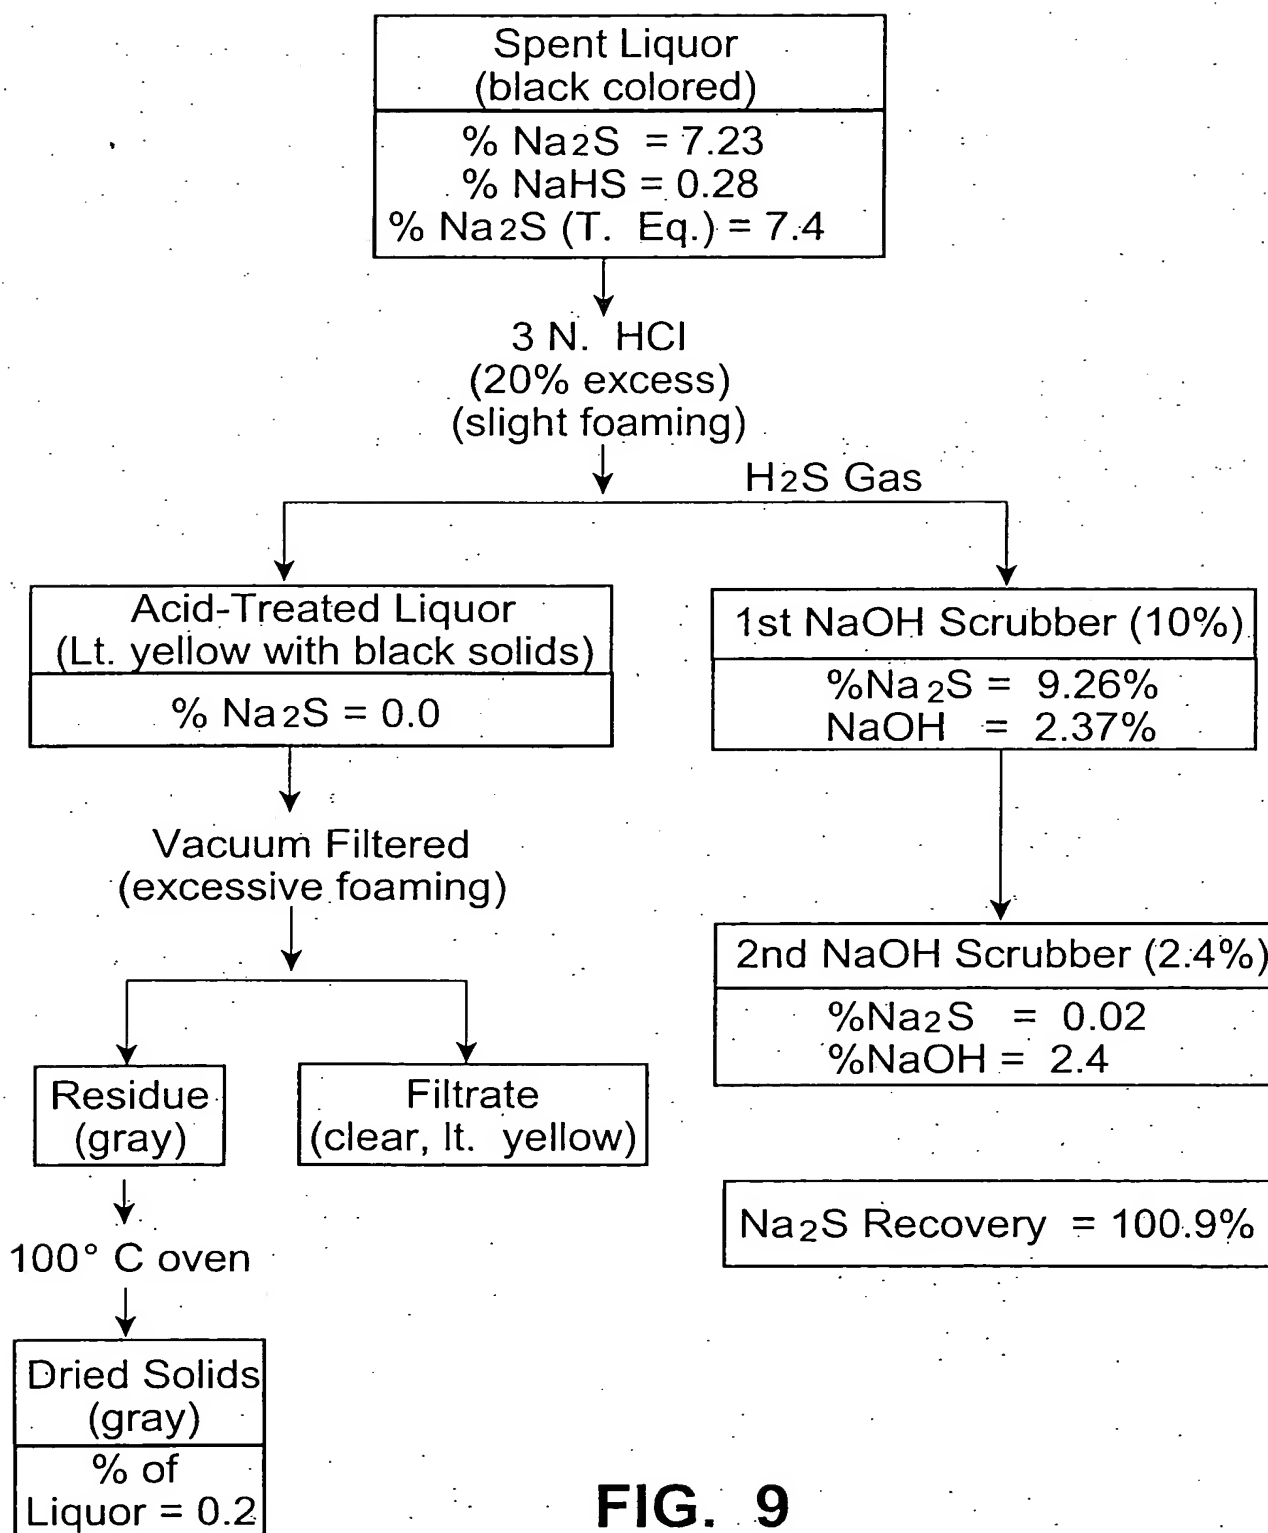 Spent Liquor
(black colored)
% Na2S = 7.23
% NaHS = 0.28
% Na2S (T. Eq.) = 7.4
3 N. HCl
(20% excess)
(slight foaming)
H2S Gas
Acid-Treated Liquor
(Lt. yellow with black solids)
% Na2S = 0.0
1st NaOH Scrubber (10%)
%Na2S = 9.26%
NaOH = 2.37%
Vacuum Filtered
(excessive foaming)
2nd NaOH Scrubber (2.4%)
%Na2S = 0.02
%NaOH = 2.4
Residue
(gray)
Filtrate
(clear, lt. yellow)
Na2S Recovery = 100.9%
100° C oven
Dried Solids
(gray)
% of
Liquor = 0.2
FIG. 9